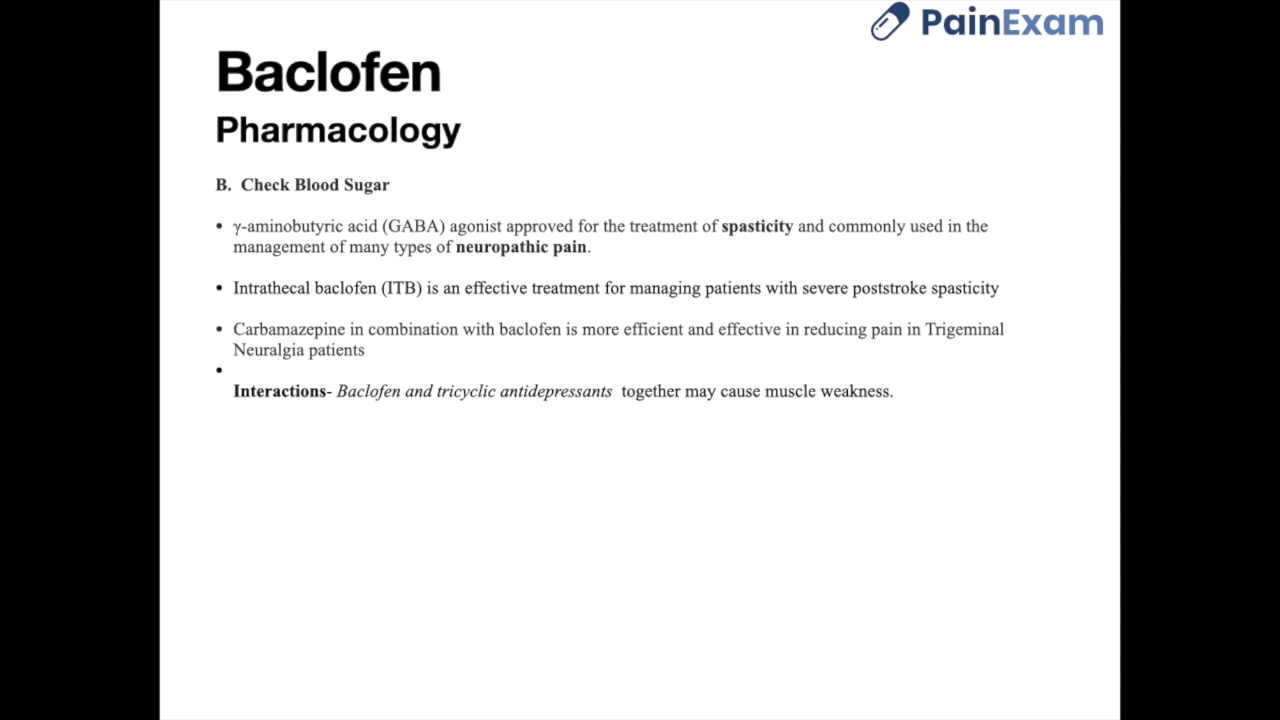 PainExam
Baclofen
Pharmacology
B. Check Blood Sugar
• γ-aminobutyric acid (GABA) agonist approved for the treatment of spasticity and commonly used in the
management of many types of neuropathic pain.
• Intrathecal baclofen (ITB) is an effective treatment for managing patients with severe poststroke spasticity
• Carbamazepine in combination with baclofen is more efficient and effective in reducing pain in Trigeminal
Neuralgia patients
•
Interactions- Baclofen and tricyclic antidepressants together may cause muscle weakness.